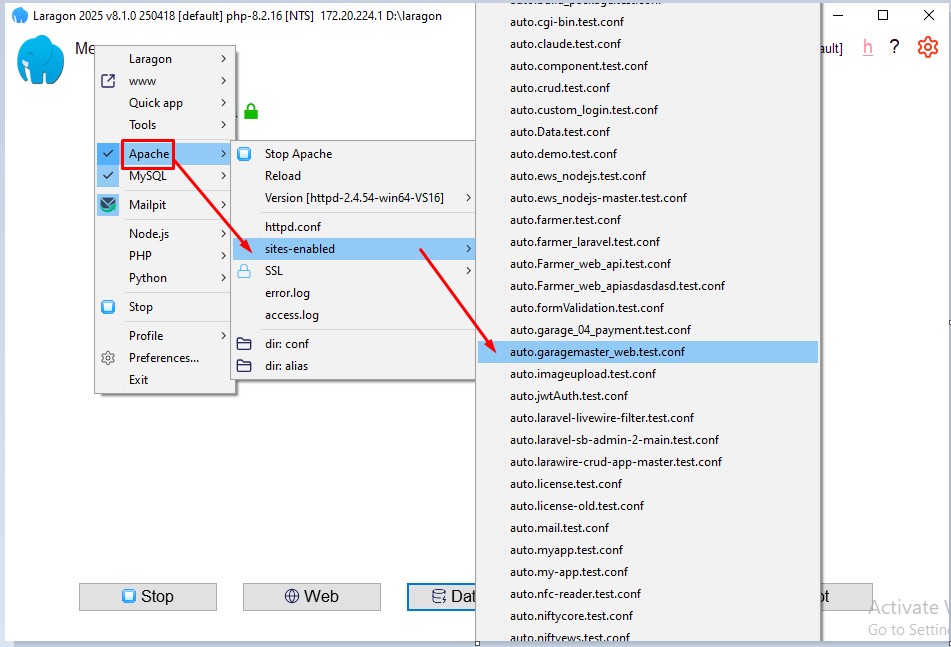 Laragon 2025 v8.1.0 250418 [default] php-8.2.16 [NTS] 172.20.224.1 D:\laragon
Me
ault]
h
?
Laragon
www
Quick app
Tools
Apache
MySQL
Mailpit
Node.js
PHP
Python
Stop
Profile
Preferences...
Exit
Stop Apache
Reload
Version [httpd-2.4.54-win64-VS16]
httpd.conf
sites-enabled
SSL
error.log
access.log
dir: conf
dir: alias
auto.build_package.test.conf
auto.cgi-bin.test.conf
auto.claude.test.conf
auto.component.test.conf
auto.crud.test.conf
auto.custom_login.test.conf
auto.Data.test.conf
auto.demo.test.conf
auto.ews_nodejs.test.conf
auto.ews_nodejs-master.test.conf
auto.farmer.test.conf
auto.farmer_laravel.test.conf
auto.Farmer_web_api.test.conf
auto.Farmer_web_apiasdasdasd.test.conf
auto.formValidation.test.conf
auto.garage_04_payment.test.conf
auto.garagemaster_web.test.conf
auto.imageupload.test.conf
auto.jwtAuth.test.conf
auto.laravel-livewire-filter.test.conf
auto.laravel-sb-admin-2-main.test.conf
auto.larawire-crud-app-master.test.conf
auto.license.test.conf
auto.license-old.test.conf
auto.mail.test.conf
auto.myapp.test.conf
auto.my-app.test.conf
auto.nfc-reader.test.conf
auto.niftycore.test.conf
auto.niftyews.test.conf
Stop
Web
Dat
ot
Activate
Go to Settin